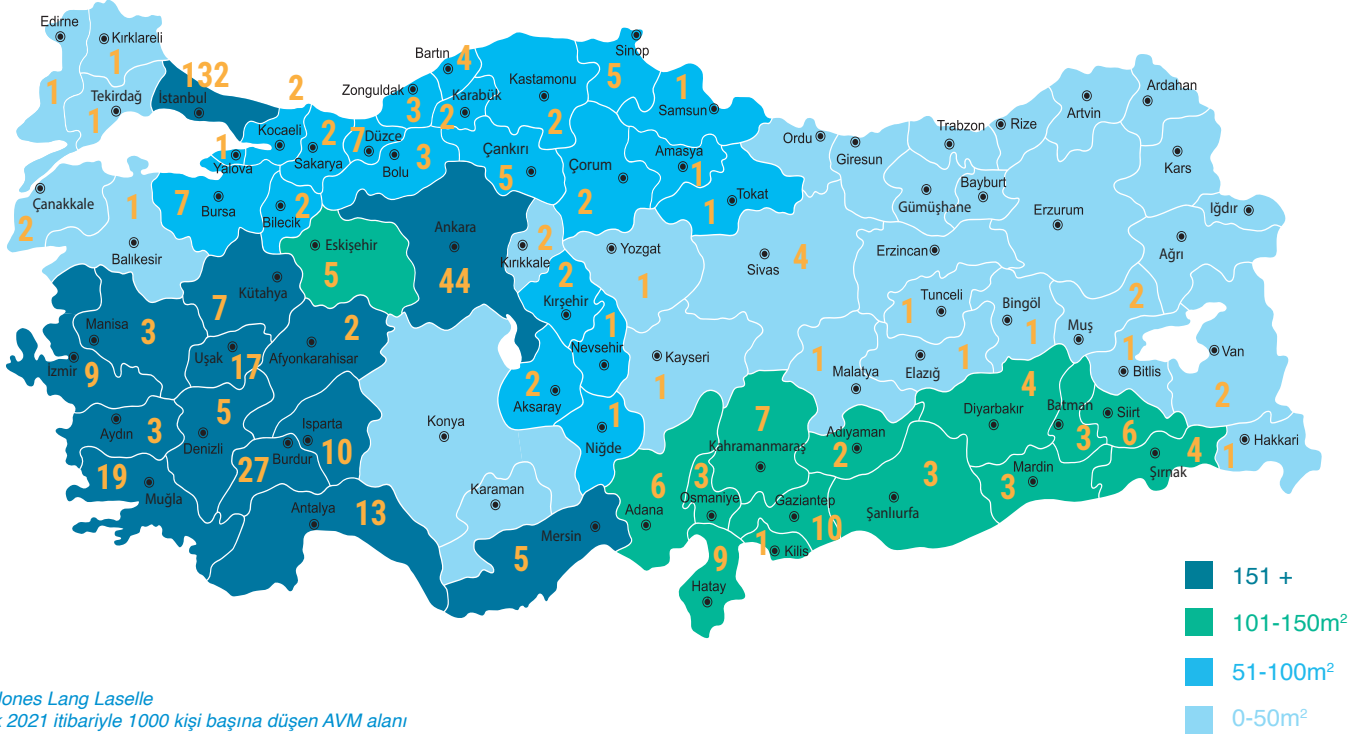 Edirne
Kırklareli
1
1
Tekirdağ
1
132
İstanbul
2
Kocaeli
1
Yalova
2
Sakarya
7
Düzce
3
Bolu
Zonguldak
3
Bartın
4
Karabük
2
Kastamonu
2
Sinop
5
1
Samsun
Çankırı
5
Çorum
2
Amasya
1
Tokat
1
Ordu
Giresun
Trabzon
Rize
Artvin
Ardahan
Kars
Gümüşhane
Bayburt
Erzurum
Iğdır
Ağrı
Erzincan
Çanakkale
2
1
Balıkesir
7
Bursa
2
Bilecik
Eskişehir
5
Ankara
44
2
Kırıkkale
Yozgat
1
Sivas
4
2
Kırşehir
1
Nevsehir
Kütahya
7
Manisa
3
İzmir
9
Uşak
17
2
Afyonkarahisar
2
Aksaray
1
Niğde
Kayseri
1
Tunceli
1
Bingöl
1
2
Muş
1
Bitlis
Van
2
1
Malatya
Elazığ
1
Aydın
3
5
Denizli
Isparta
10
Burdur
27
19
Muğla
Antalya
13
Konya
Karaman
Mersin
5
6
Adana
3
Osmaniye
7
Kahramanmaraş
Adıyaman
2
Gaziantep
10
1
Kilis
9
Hatay
3
Şanlıurfa
4
Diyarbakır
Batman
3
Siirt
6
Mardin
3
4
Şırnak
1
Hakkari
151 +
101-150m²
51-100m²
0-50m²
Jones Lang Laselle
2021 itibariyle 1000 kişi başına düşen AVM alanı